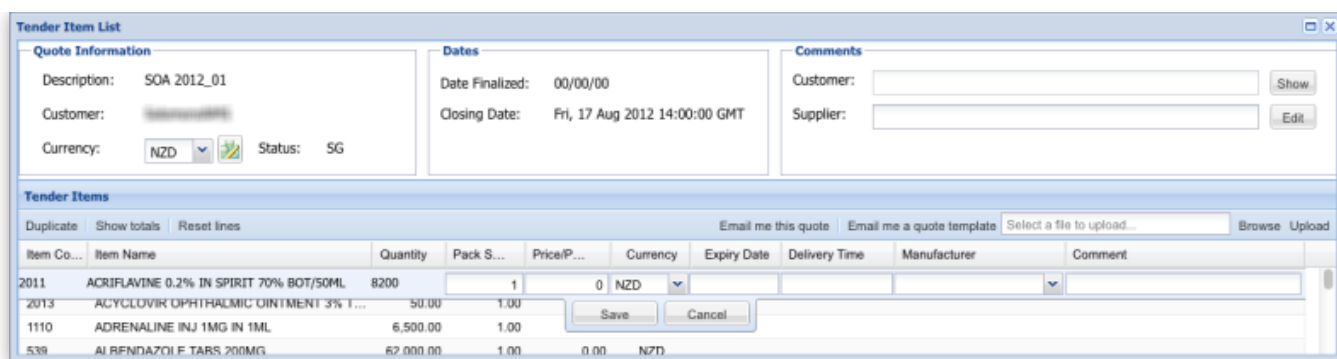 Tender Item List
Quote Information
Description: SOA 2012_01
Customer:
Currency: NZD Status: SG
Dates
Date Finalized: 00/00/00
Closing Date: Fri, 17 Aug 2012 14:00:00 GMT
Comments
Customer: Show
Supplier: Edit
Tender Items
Duplicate Show totals Reset lines Email me this quote Email me a quote template Select a file to upload... Browse Upload
Item Co... Item Name Quantity Pack S... Price/P... Currency Expiry Date Delivery Time Manufacturer Comment
2011 ACRIFLAVINE 0.2% IN SPIRIT 70% BOT/50ML 8200 1 0 NZD
2013 ACYCLOVIR OPHTHALMIC OINTMENT 3% T... 50.00 1.00
Save Cancel
1110 ADRENALINE INJ 1MG IN 1ML 6,500.00 1.00
539 ALBENDAZOLE TABS 200MG 62,000.00 1.00 0.00 NZD